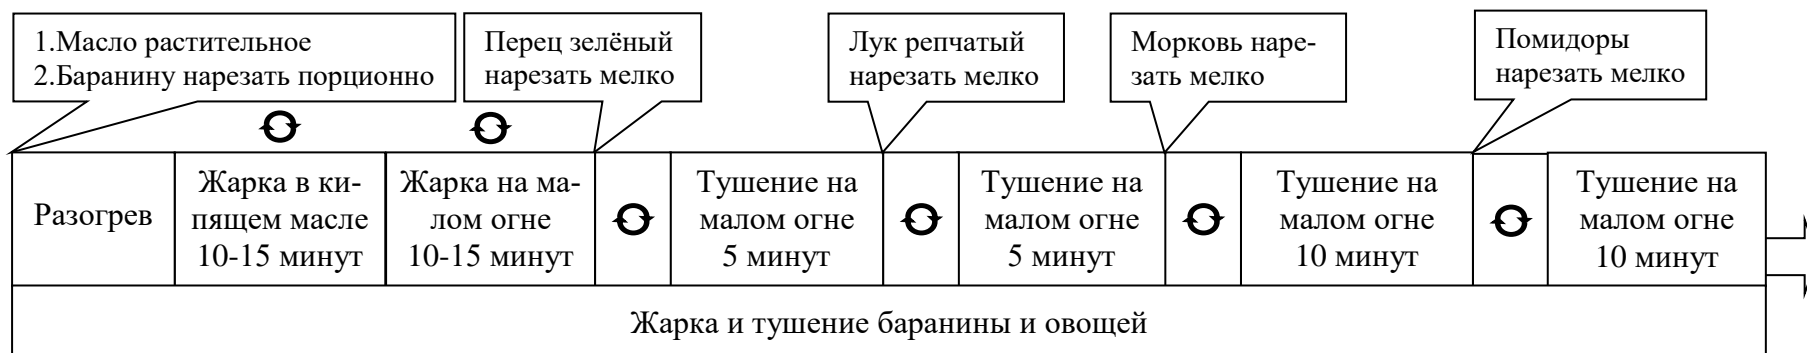 1.Масло растительное
2.Баранину нарезать порционно
Перец зелёный
нарезать мелко
Лук репчатый
нарезать мелко
Морковь наре-
зать мелко
Помидоры
нарезать мелко
Разогрев
Жарка в ки-
пящем масле
10-15 минут
Жарка на ма-
лом огне
10-15 минут
Тушение на
малом огне
5 минут
Тушение на
малом огне
5 минут
Тушение на
малом огне
10 минут
Тушение на
малом огне
10 минут
Жарка и тушение баранины и овощей